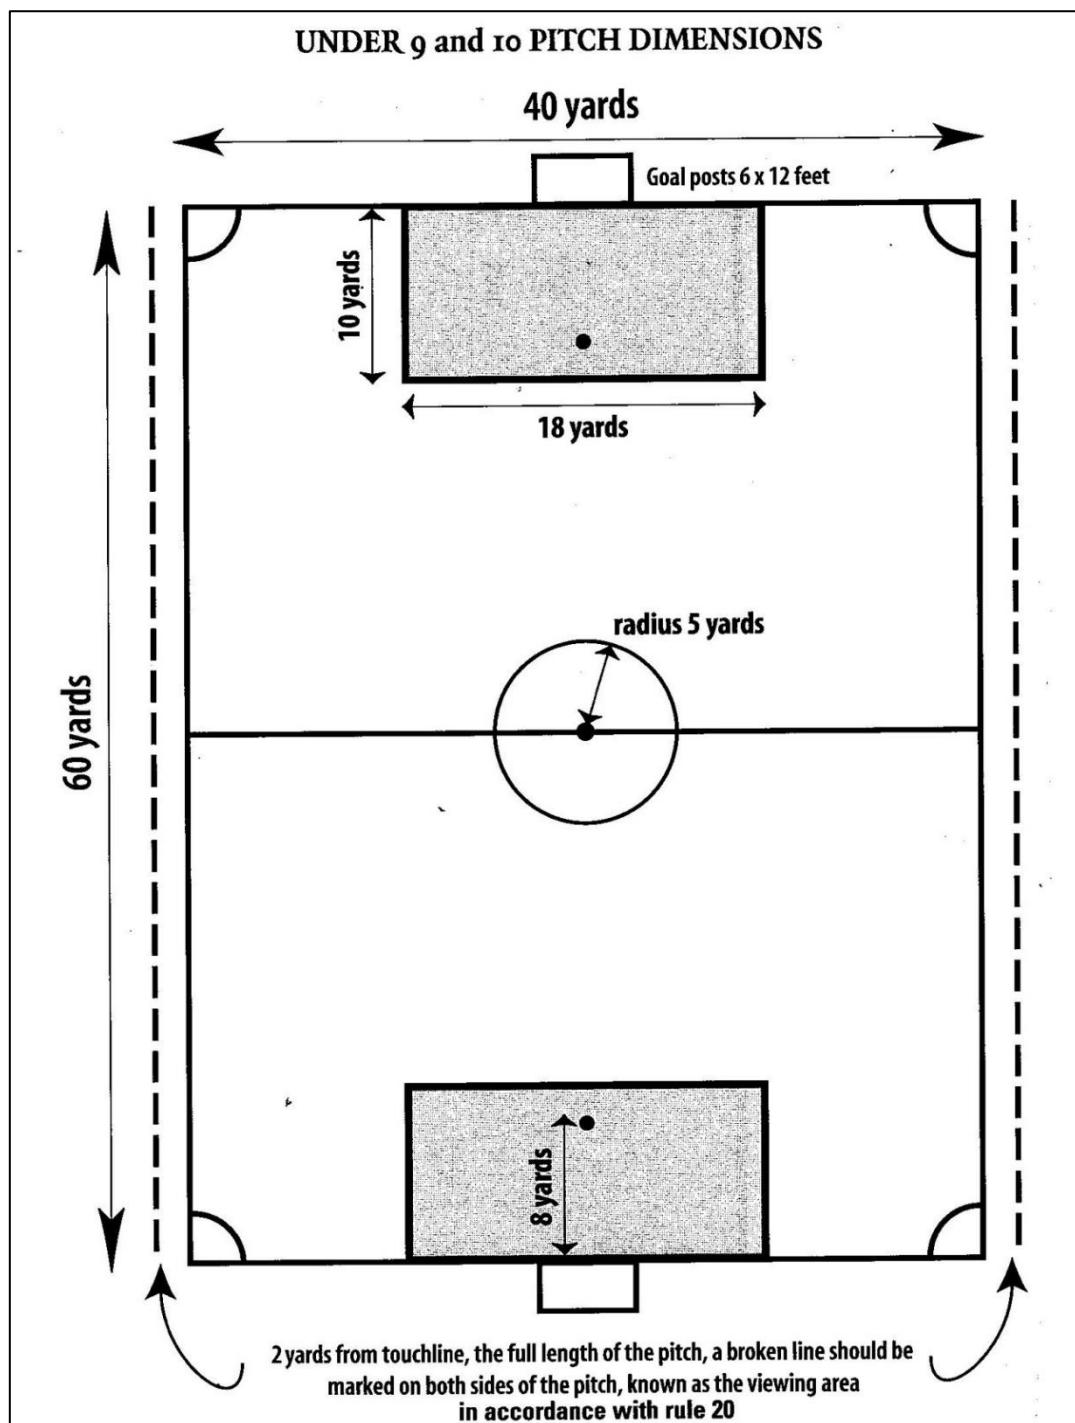 UNDER 9 and 10 PITCH DIMENSIONS
40 yards
Goal posts 6 x 12 feet
10 yards
18 yards
radius 5 yards
60 yards
8 yards
2 yards from touchline, the full length of the pitch, a broken line should be
marked on both sides of the pitch, known as the viewing area
in accordance with rule 20